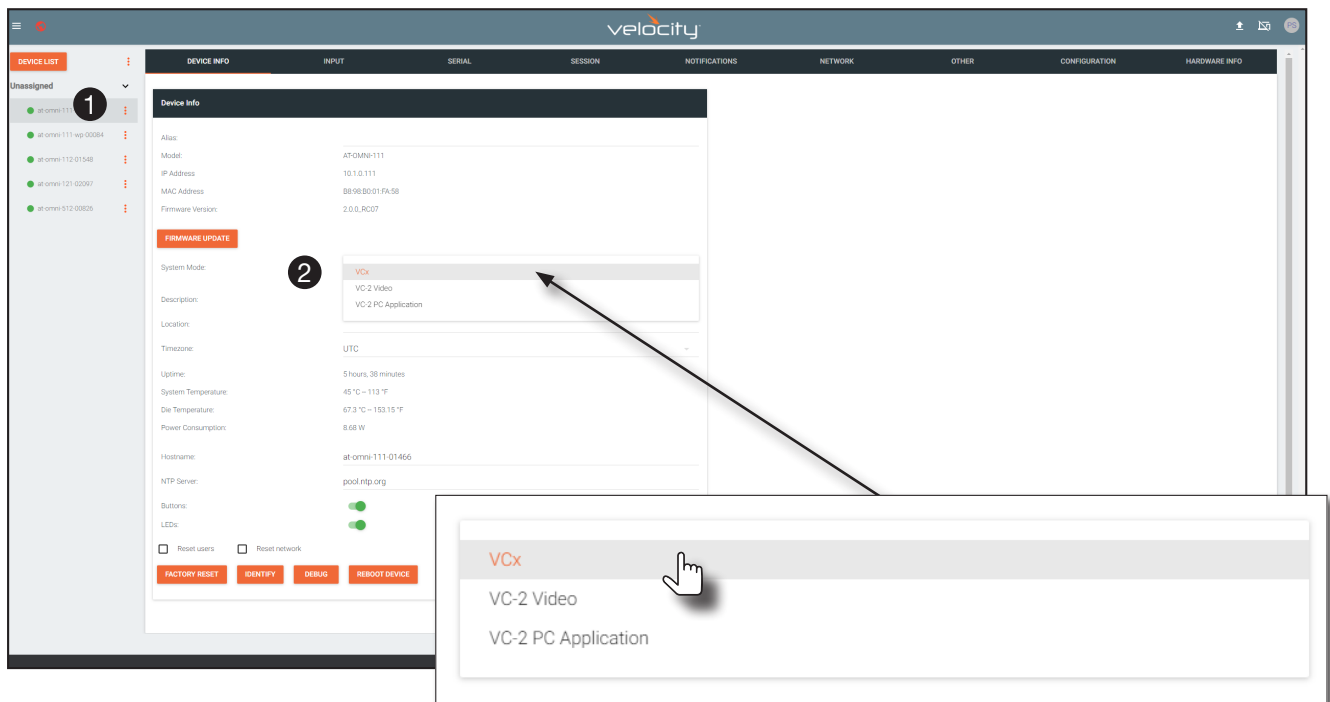 velocity
PS
DEVICE LIST
DEVICE INFO INPUT SERIAL SESSION NOTIFICATIONS NETWORK OTHER CONFIGURATION HARDWARE INFO
Unassigned
1
at-omni-111
at-omni-111-wp-00084
at-omni-112-01548
at-omni-121-02097
at-omni-512-00826
Device Info
Alias:
Model: AT-OMNI-111
IP Address 10.1.0.111
MAC Address B8:98:B0:01:FA:58
Firmware Version: 2.0.0_RC07
FIRMWARE UPDATE
System Mode: 2 VCx
VC-2 Video
Description: VC-2 PC Application
Location:
Timezone: UTC
Uptime: 5 hours, 38 minutes
System Temperature: 45 °C -- 113 °F
Die Temperature: 67.3 °C -- 153.15 °F
Power Consumption: 8.68 W
Hostname: at-omni-111-01466
NTP Server: pool.ntp.org
Buttons:
LEDs:
Reset users Reset network
FACTORY RESET IDENTIFY DEBUG REBOOT DEVICE
VCx
VC-2 Video
VC-2 PC Application